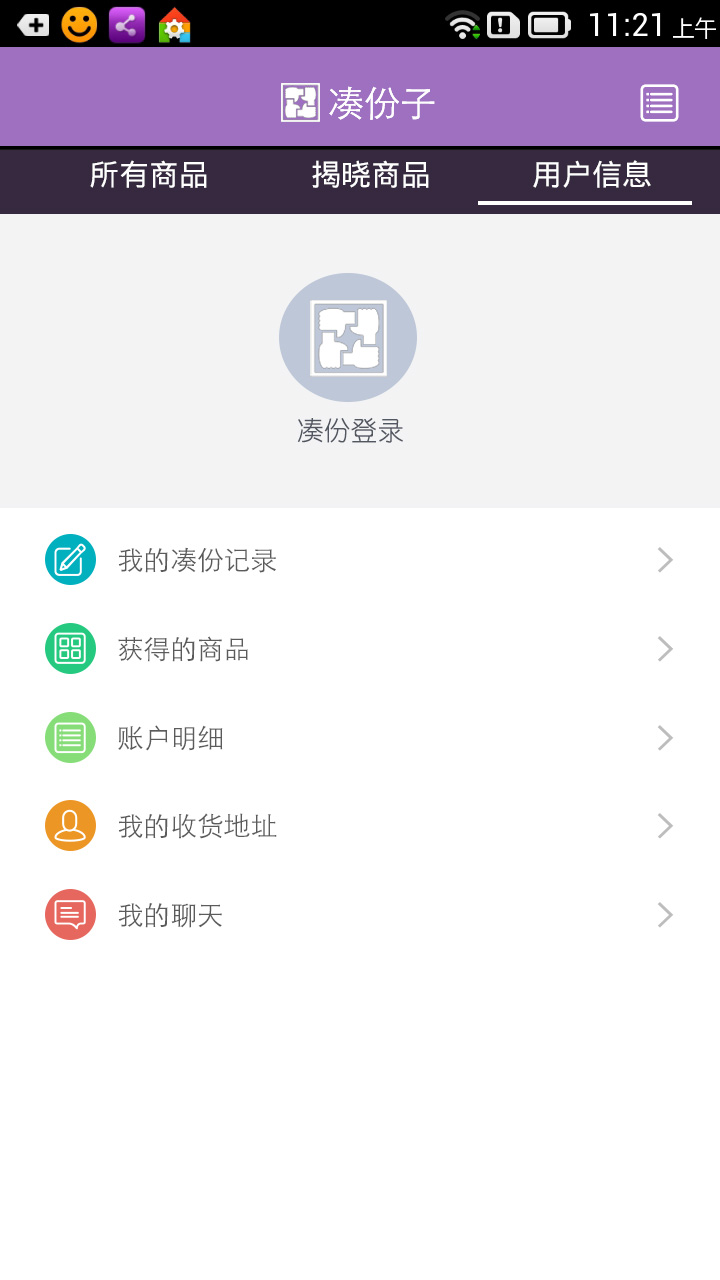 11:21 上午
凑份子
所有商品 揭晓商品 用户信息
凑份登录
我的凑份记录
获得的商品
账户明细
我的收货地址
我的聊天